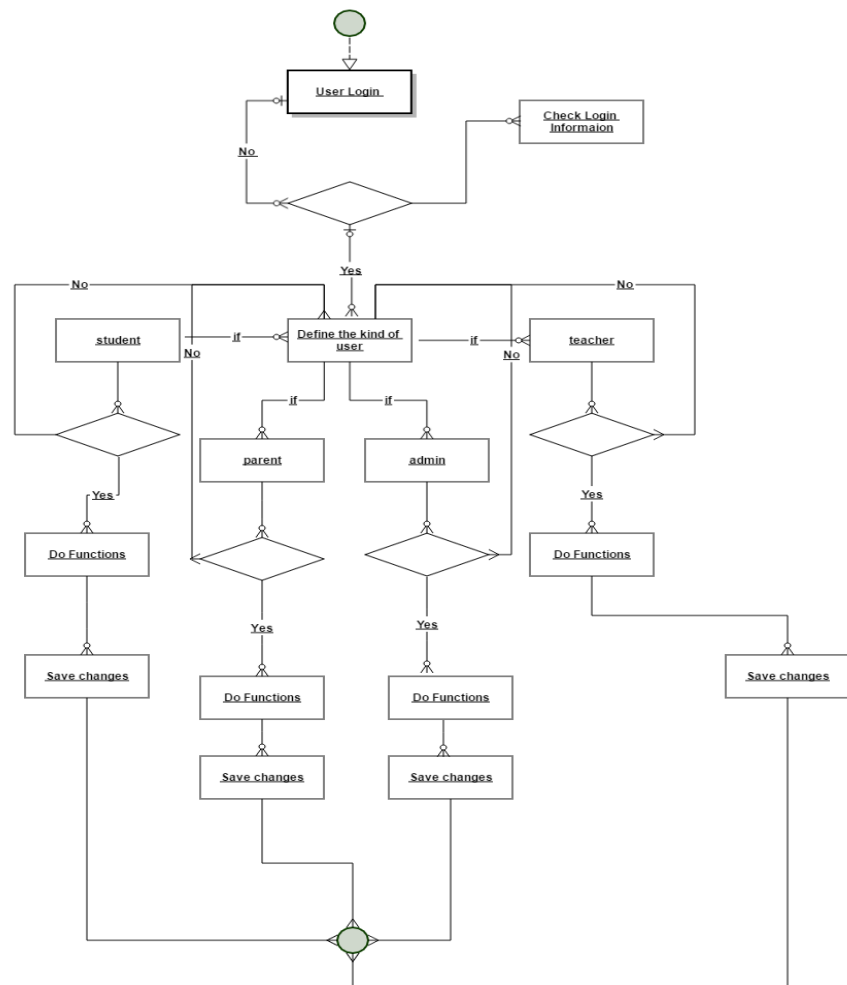 User Login
Check Login
Informaion
No
Yes
No
No
student
if
No
Define the kind of
user
if
No
teacher
if
if
parent
admin
Yes
Yes
Do Functions
Do Functions
Yes
Yes
Save changes
Save changes
Do Functions
Do Functions
Save changes
Save changes